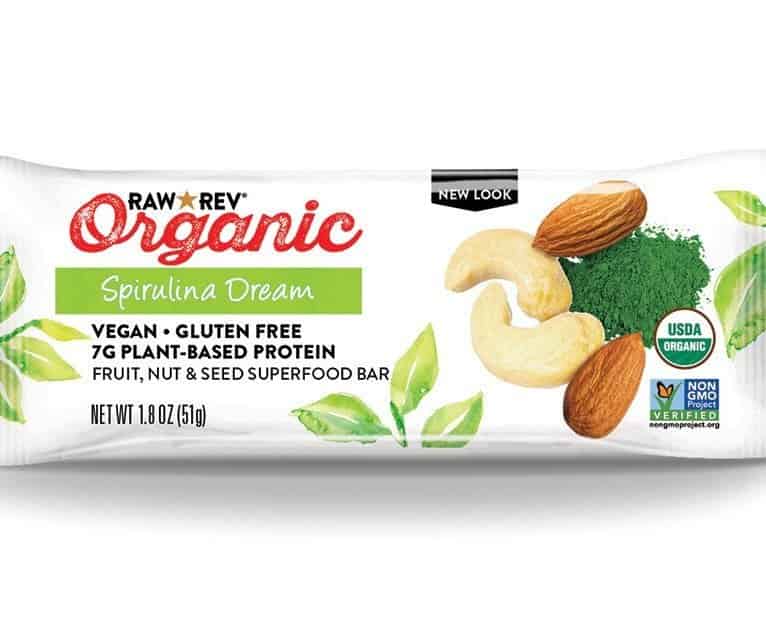 RAW★REV®
Organic
Spirulina Dream
VEGAN • GLUTEN FREE
7G PLANT-BASED PROTEIN
FRUIT, NUT & SEED SUPERFOOD BAR
NET WT 1.8 OZ (51g)
NEW LOOK
USDA
ORGANIC
NON
GMO
Project
VERIFIED
nongmoproject.org